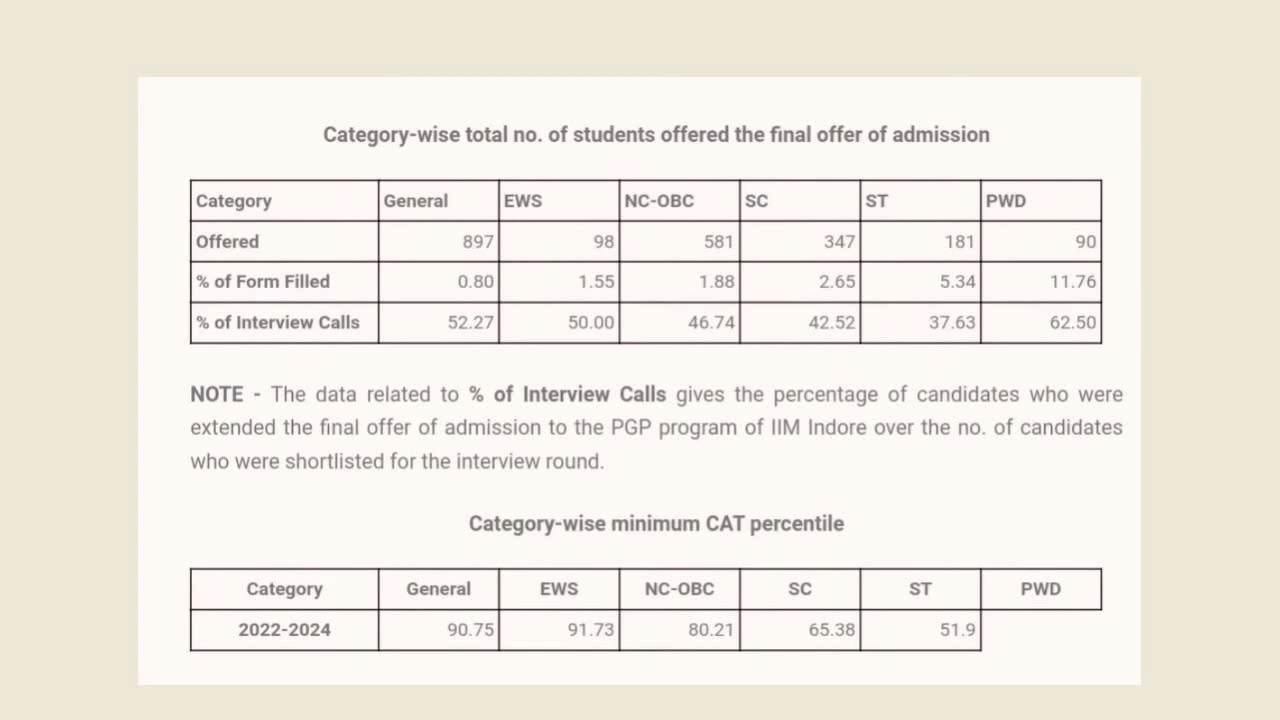 Category-wise total no. of students offered the final offer of admission
Category General EWS NC-OBC SC ST PWD
Offered 897 98 581 347 181 90
% of Form Filled 0.80 1.55 1.88 2.65 5.34 11.76
% of Interview Calls 52.27 50.00 46.74 42.52 37.63 62.50
NOTE - The data related to % of Interview Calls gives the percentage of candidates who were
extended the final offer of admission to the PGP program of IIM Indore over the no. of candidates
who were shortlisted for the interview round.
Category-wise minimum CAT percentile
Category General EWS NC-OBC SC ST PWD
2022-2024 90.75 91.73 80.21 65.38 51.9